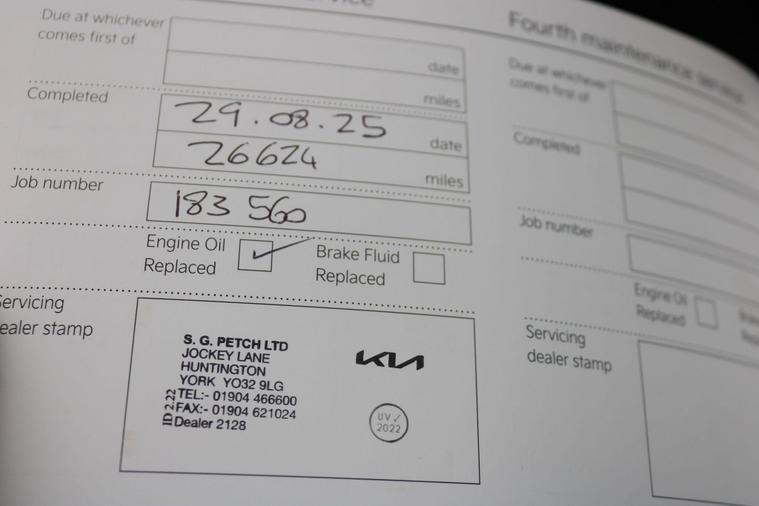 Due at whichever
comes first of
date
miles
Completed
29.08.25 date
26624 miles
Job number
183 560
Engine Oil
Replaced
Brake Fluid
Replaced
Servicing
dealer stamp
S. G. PETCH LTD
JOCKEY LANE
HUNTINGTON
YORK YO32 9LG
TEL:- 01904 466600
FAX:- 01904 621024
Dealer 2128
ID 2.22
KIA
UV ✓
2022
Fourth maintenance service
Due at whichever
comes first of
Completed
Job number
Engine Oil
Replaced
Servicing
dealer stamp